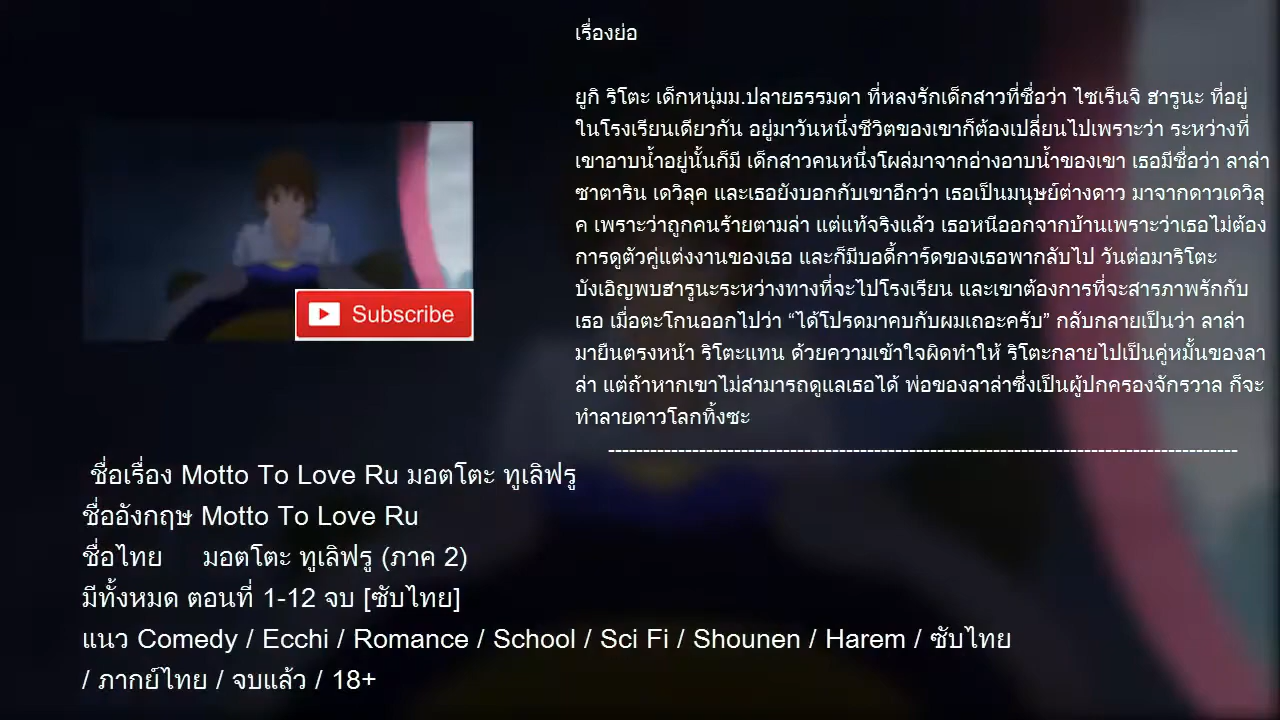 เรื่องย่อ
ยูกิ ริโตะ เด็กหนุ่มม.ปลายธรรมดา ที่หลงรักเด็กสาวที่ชื่อว่า ไซเร็นจิ ฮารูนะ ที่อยู่
ในโรงเรียนเดียวกัน อยู่มาวันหนึ่งชีวิตของเขาก็ต้องเปลี่ยนไปเพราะว่า ระหว่างที่
เขาอาบน้ำอยู่นั้นก็มี เด็กสาวคนหนึ่งโผล่มาจากอ่างอาบน้ำของเขา เธอมีชื่อว่า ลาล่า
ซาตาริน เดวิลุค และเธอยังบอกกับเขาอีกว่า เธอเป็นมนุษย์ต่างดาว มาจากดาวเดวิลุ
ค เพราะว่าถูกคนร้ายตามล่า แต่แท้จริงแล้ว เธอหนีออกจากบ้านเพราะว่าเธอไม่ต้อง
การดูตัวคู่แต่งงานของเธอ และก็มีบอดี้การ์ดของเธอพากลับไป วันต่อมาริโตะ
บังเอิญพบฮารูนะระหว่างทางที่จะไปโรงเรียน และเขาต้องการที่จะสารภาพรักกับ
เธอ เมื่อตะโกนออกไปว่า “ได้โปรดมาคบกับผมเถอะครับ” กลับกลายเป็นว่า ลาล่า
มายืนตรงหน้า ริโตะแทน ด้วยความเข้าใจผิดทำให้ ริโตะกลายไปเป็นคู่หมั้นของลา
ล่า แต่ถ้าหากเขาไม่สามารถดูแลเธอได้ พ่อของลาล่าซึ่งเป็นผู้ปกครองจักรวาล ก็จะ
ทำลายดาวโลกทิ้งซะ
------------------------------------------------------------------------------------------
Subscribe
ชื่อเรื่อง Motto To Love Ru มอตโตะ ทูเลิฟรู
ชื่ออังกฤษ Motto To Love Ru
ชื่อไทย มอตโตะ ทูเลิฟรู (ภาค 2)
มีทั้งหมด ตอนที่ 1-12 จบ [ซับไทย]
แนว Comedy / Ecchi / Romance / School / Sci Fi / Shounen / Harem / ซับไทย
/ ภากย์ไทย / จบแล้ว / 18+